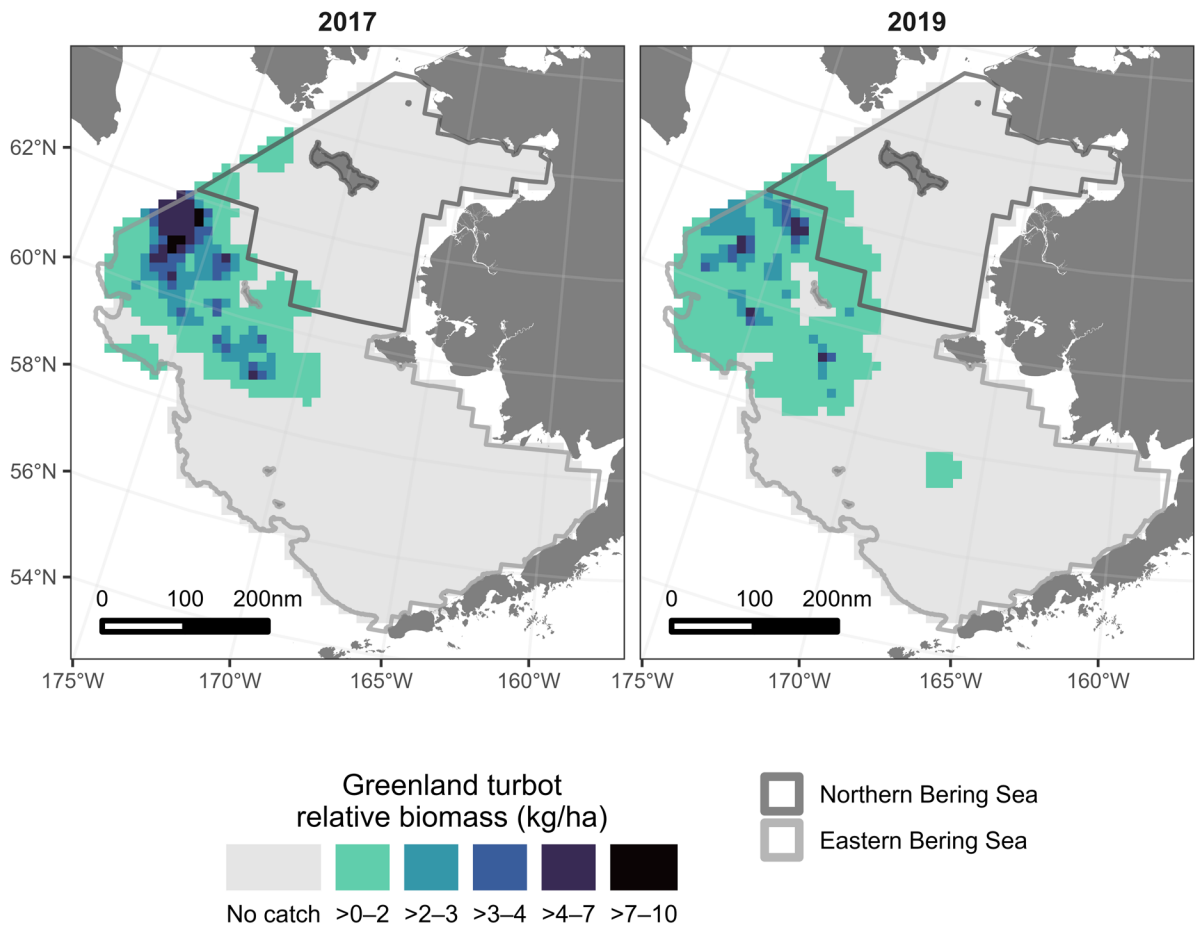 2017
2019
62°N
60°N
58°N
56°N
54°N
0 100 200nm
0 100 200nm
175°W 170°W 165°W 160°W
175°W 170°W 165°W 160°W
Greenland turbot
relative biomass (kg/ha)
No catch >0–2 >2–3 >3–4 >4–7 >7–10
Northern Bering Sea
Eastern Bering Sea